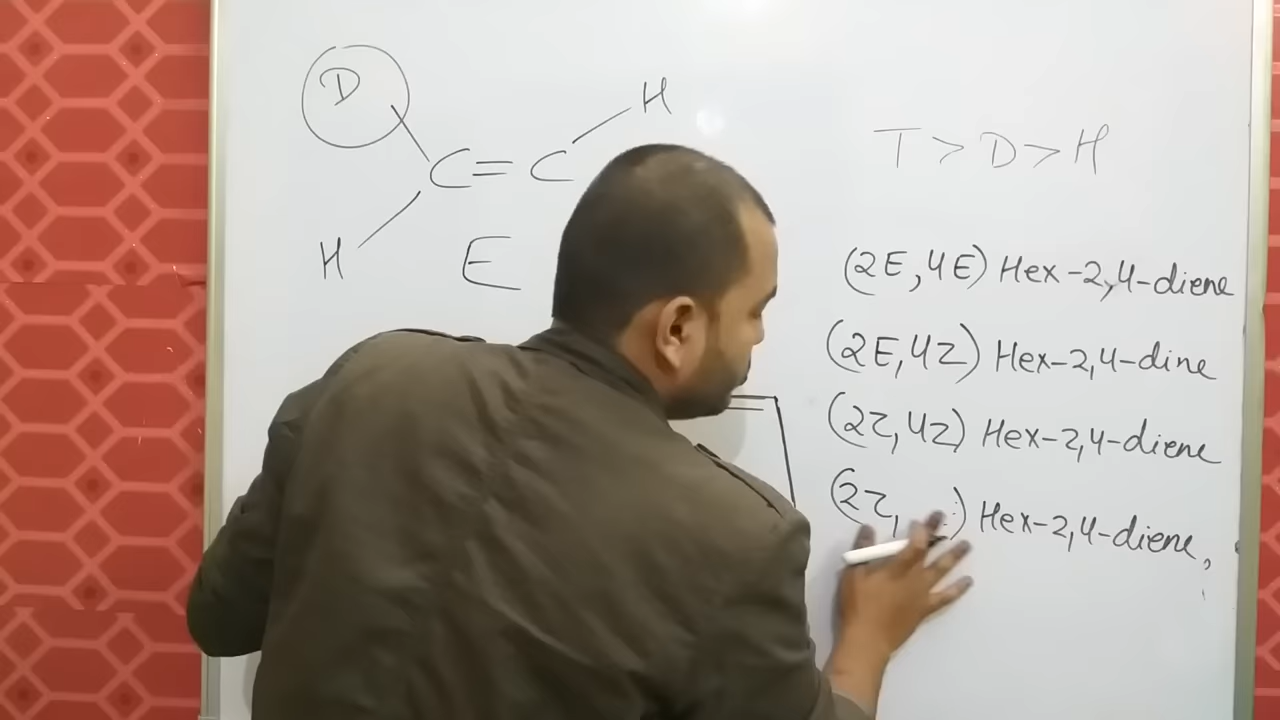 D
H
C=C
H
E
T > D > H
(2E,4E) Hex-2,4-diene
(2E,4Z) Hex-2,4-dine
(2Z,4Z) Hex-2,4-diene
(2Z, ) Hex-2,4-diene,